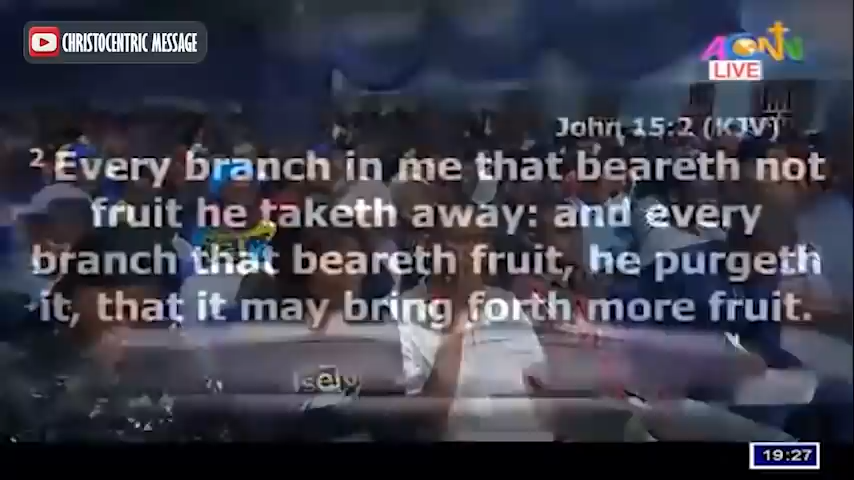 CHRISTOCENTRIC MESSAGE
LIVE
John 15:2 (KJV)
2 Every branch in me that beareth not
fruit he taketh away: and every
branch that beareth fruit, he purgeth
it, that it may bring forth more fruit.
19:27